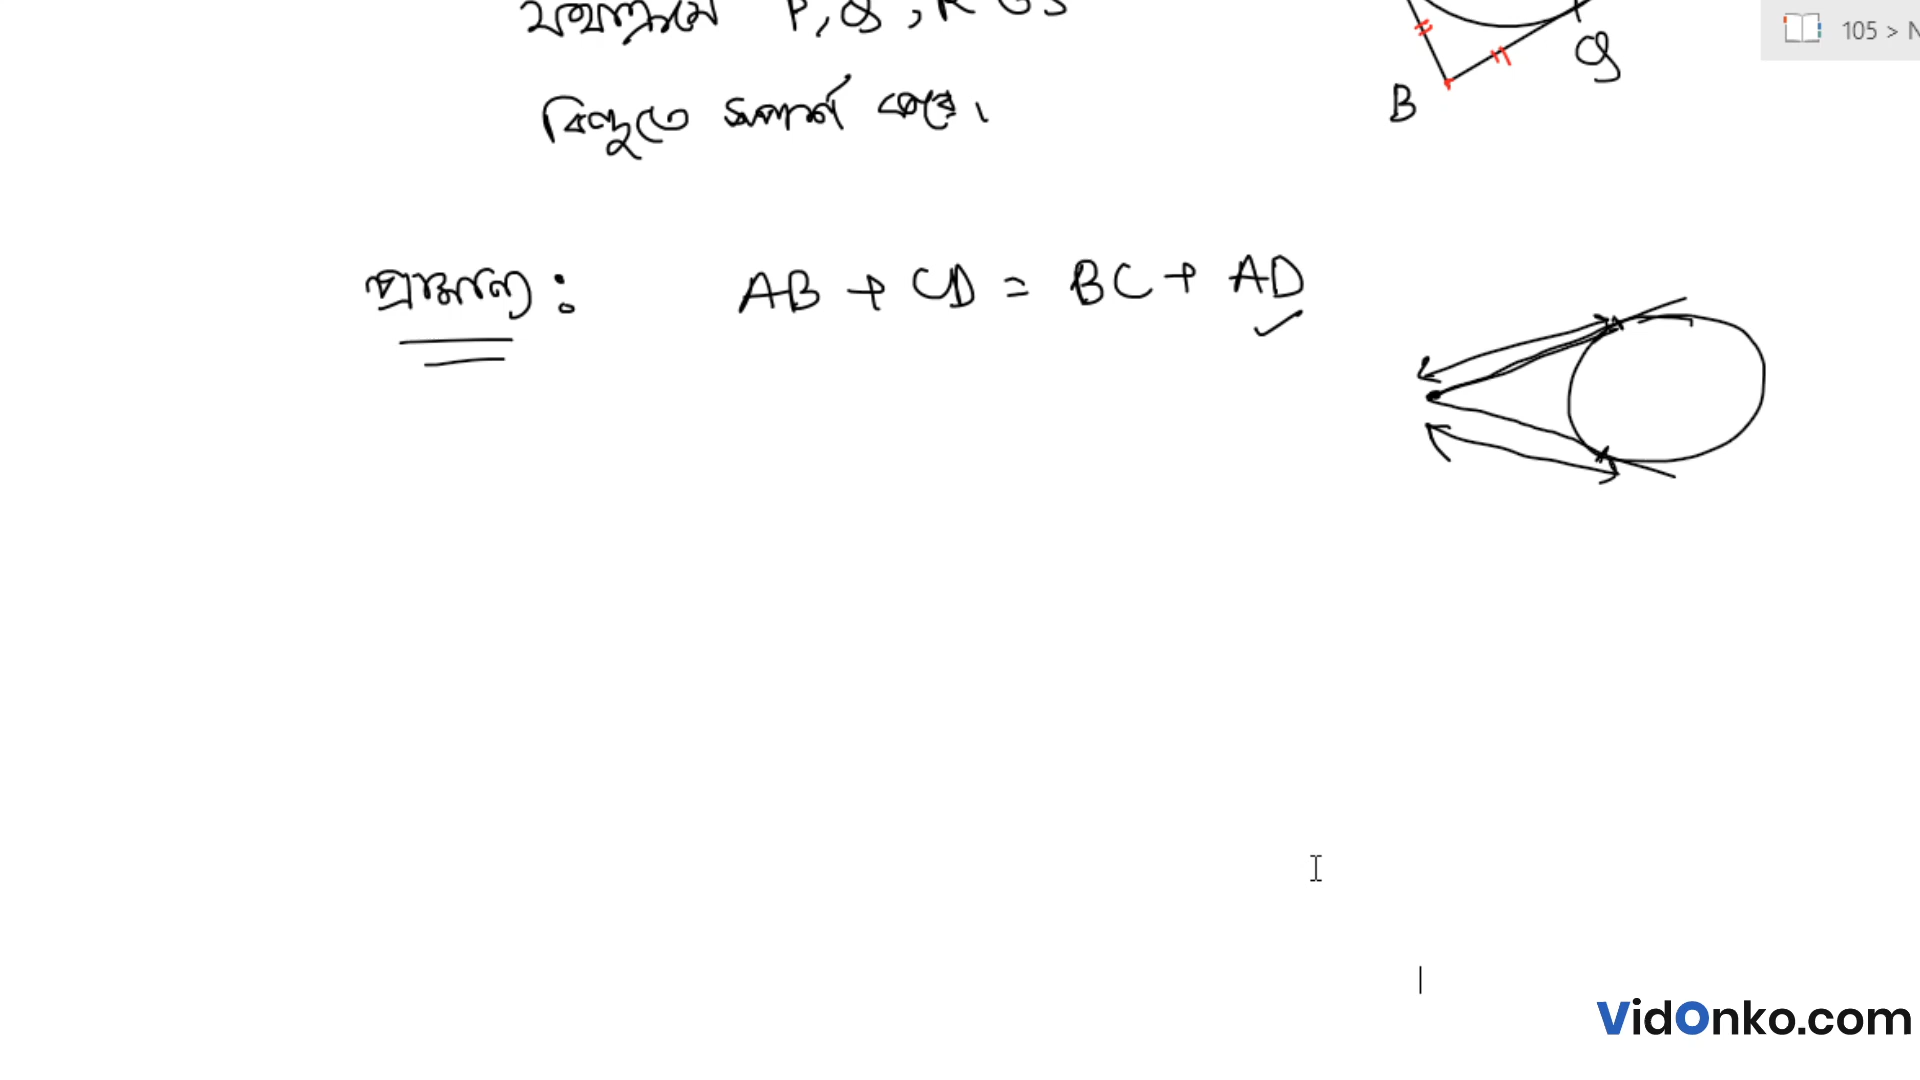 যথাক্রমে P, Q, R ও S
Q
105 > N
B
বিন্দুতে স্পর্শ করে।
প্রমাণ : AB + CD = BC + AD
VidOnko.com